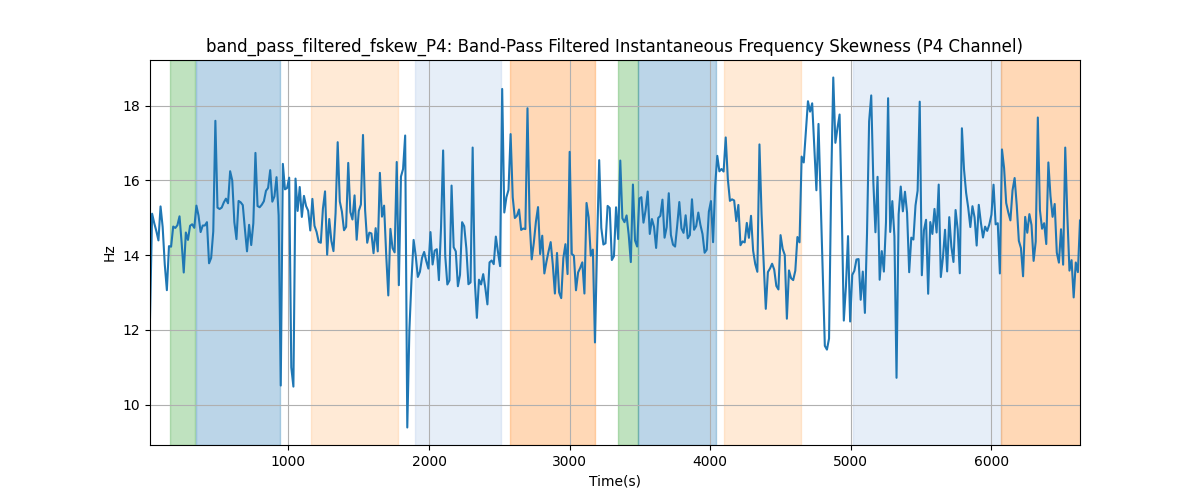 band_pass_filtered_fskew_P4: Band-Pass Filtered Instantaneous Frequency Skewness (P4 Channel)
18
16
14
12
10
Hz
1000 2000 3000 4000 5000 6000
Time(s)